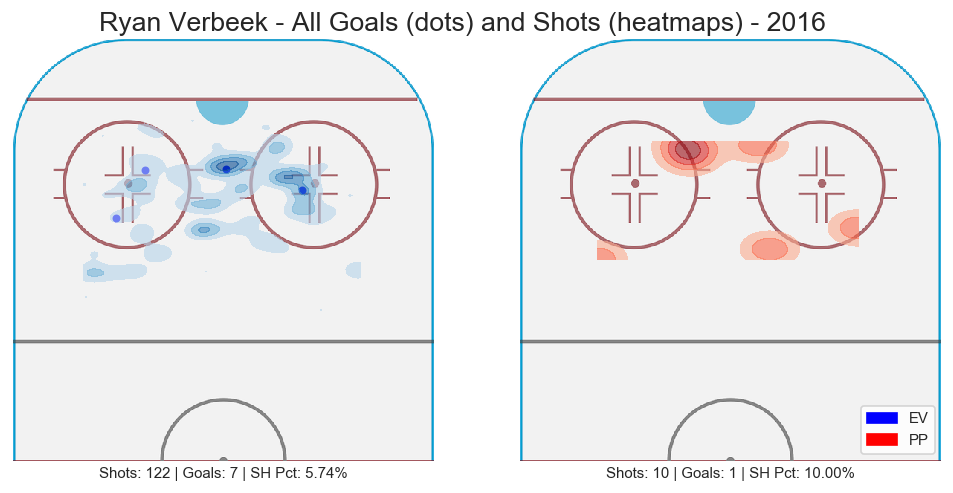 Ryan Verbeek - All Goals (dots) and Shots (heatmaps) - 2016
EV
PP
Shots: 122 | Goals: 7 | SH Pct: 5.74%
Shots: 10 | Goals: 1 | SH Pct: 10.00%